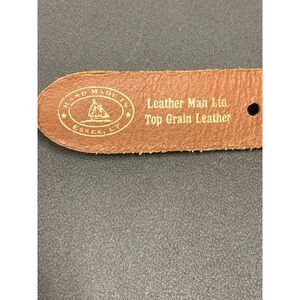 HAND MADE IN
ESSEX, CT
Leather Man Ltd.
Top Grain Leather